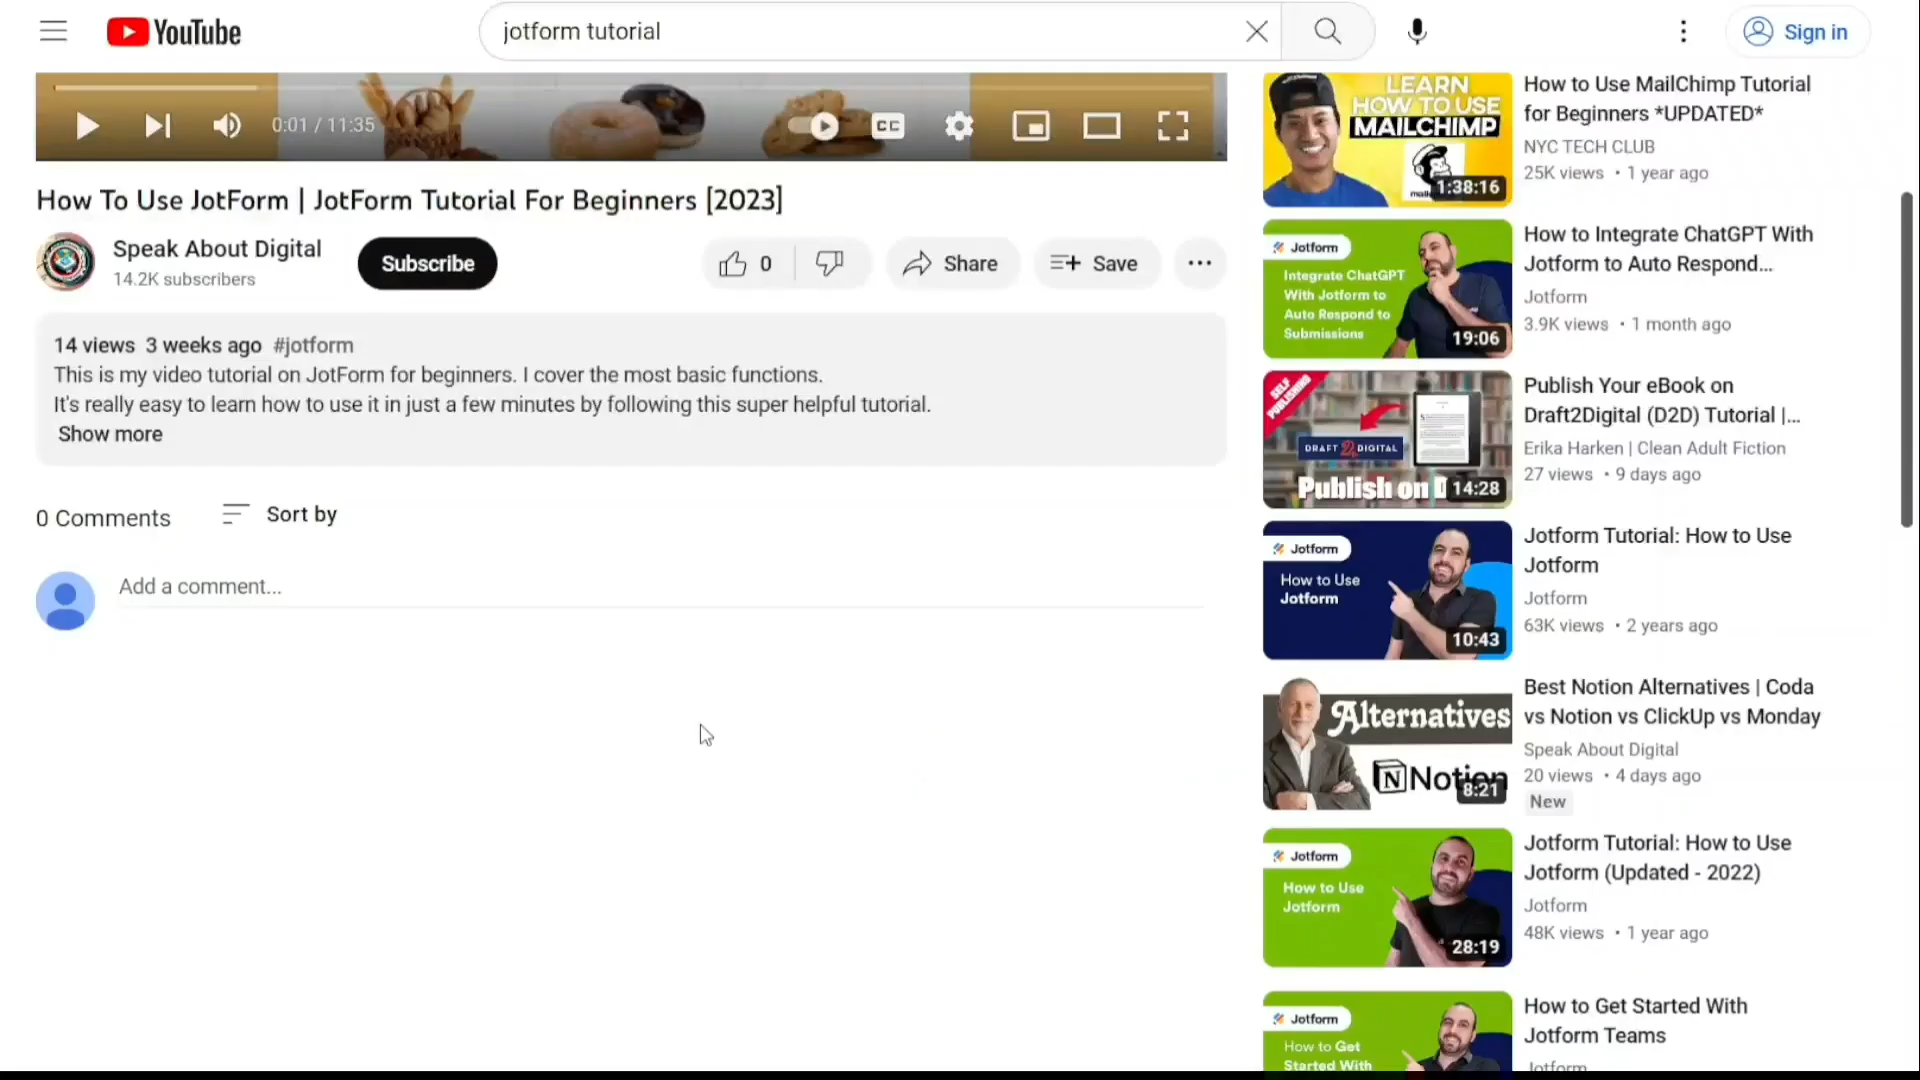 YouTube
jotform tutorial
Sign in
0:01 / 11:35
CC
How To Use JotForm | JotForm Tutorial For Beginners [2023]
Speak About Digital
14.2K subscribers
Subscribe
0
Share
Save
14 views 3 weeks ago #jotform
This is my video tutorial on JotForm for beginners. I cover the most basic functions.
It's really easy to learn how to use it in just a few minutes by following this super helpful tutorial.
Show more
0 Comments
Sort by
Add a comment...
LEARN
HOW TO USE
MAILCHIMP
1:38:16
How to Use MailChimp Tutorial
for Beginners *UPDATED*
NYC TECH CLUB
25K views • 1 year ago
Jotform
Integrate ChatGPT
With Jotform to
Auto Respond to
Submissions
19:06
How to Integrate ChatGPT With
Jotform to Auto Respond...
Jotform
3.9K views • 1 month ago
SELF
PUBLISHING
DRAFT 2 DIGITAL
Publish on D
14:28
Publish Your eBook on
Draft2Digital (D2D) Tutorial |...
Erika Harken | Clean Adult Fiction
27 views • 9 days ago
Jotform
How to Use
Jotform
10:43
Jotform Tutorial: How to Use
Jotform
Jotform
63K views • 2 years ago
Alternatives
N Notion
8:21
Best Notion Alternatives | Coda
vs Notion vs ClickUp vs Monday
Speak About Digital
20 views • 4 days ago
New
Jotform
How to Use
Jotform
28:19
Jotform Tutorial: How to Use
Jotform (Updated - 2022)
Jotform
48K views • 1 year ago
Jotform
How to Get
Started With
How to Get Started With
Jotform Teams
Jotform